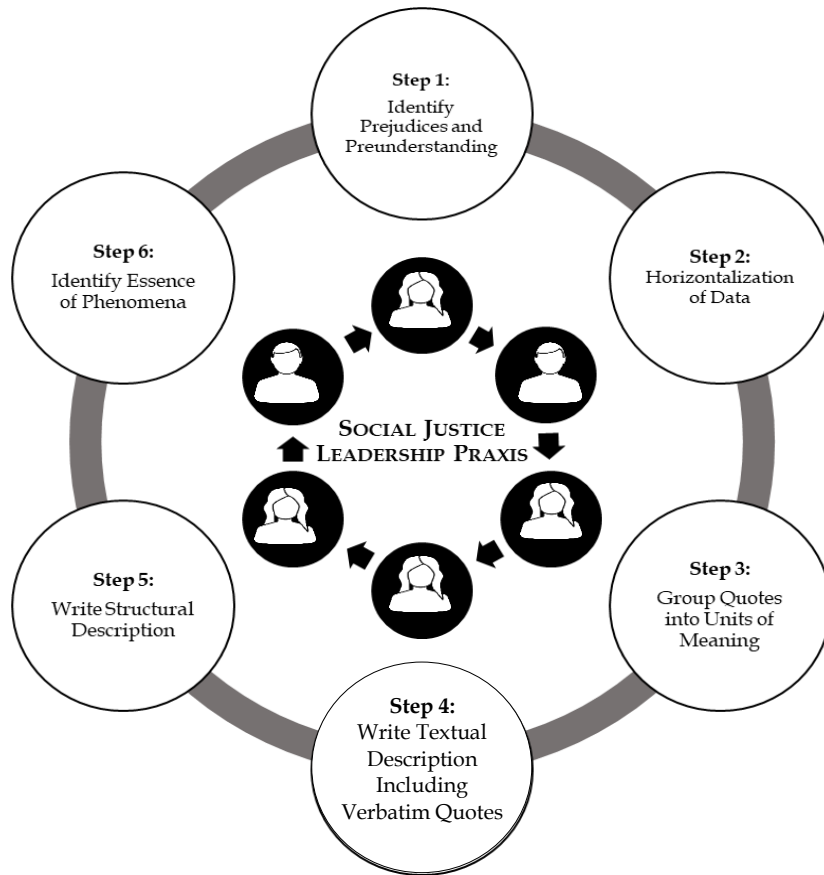 Step 1:
Identify
Prejudices and
Preunderstanding
Step 2:
Horizontalization
of Data
Step 3:
Group Quotes
into Units of
Meaning
Step 4:
Write Textual
Description
Including
Verbatim Quotes
Step 5:
Write Structural
Description
Step 6:
Identify Essence
of Phenomena
SOCIAL JUSTICE
LEADERSHIP PRAXIS